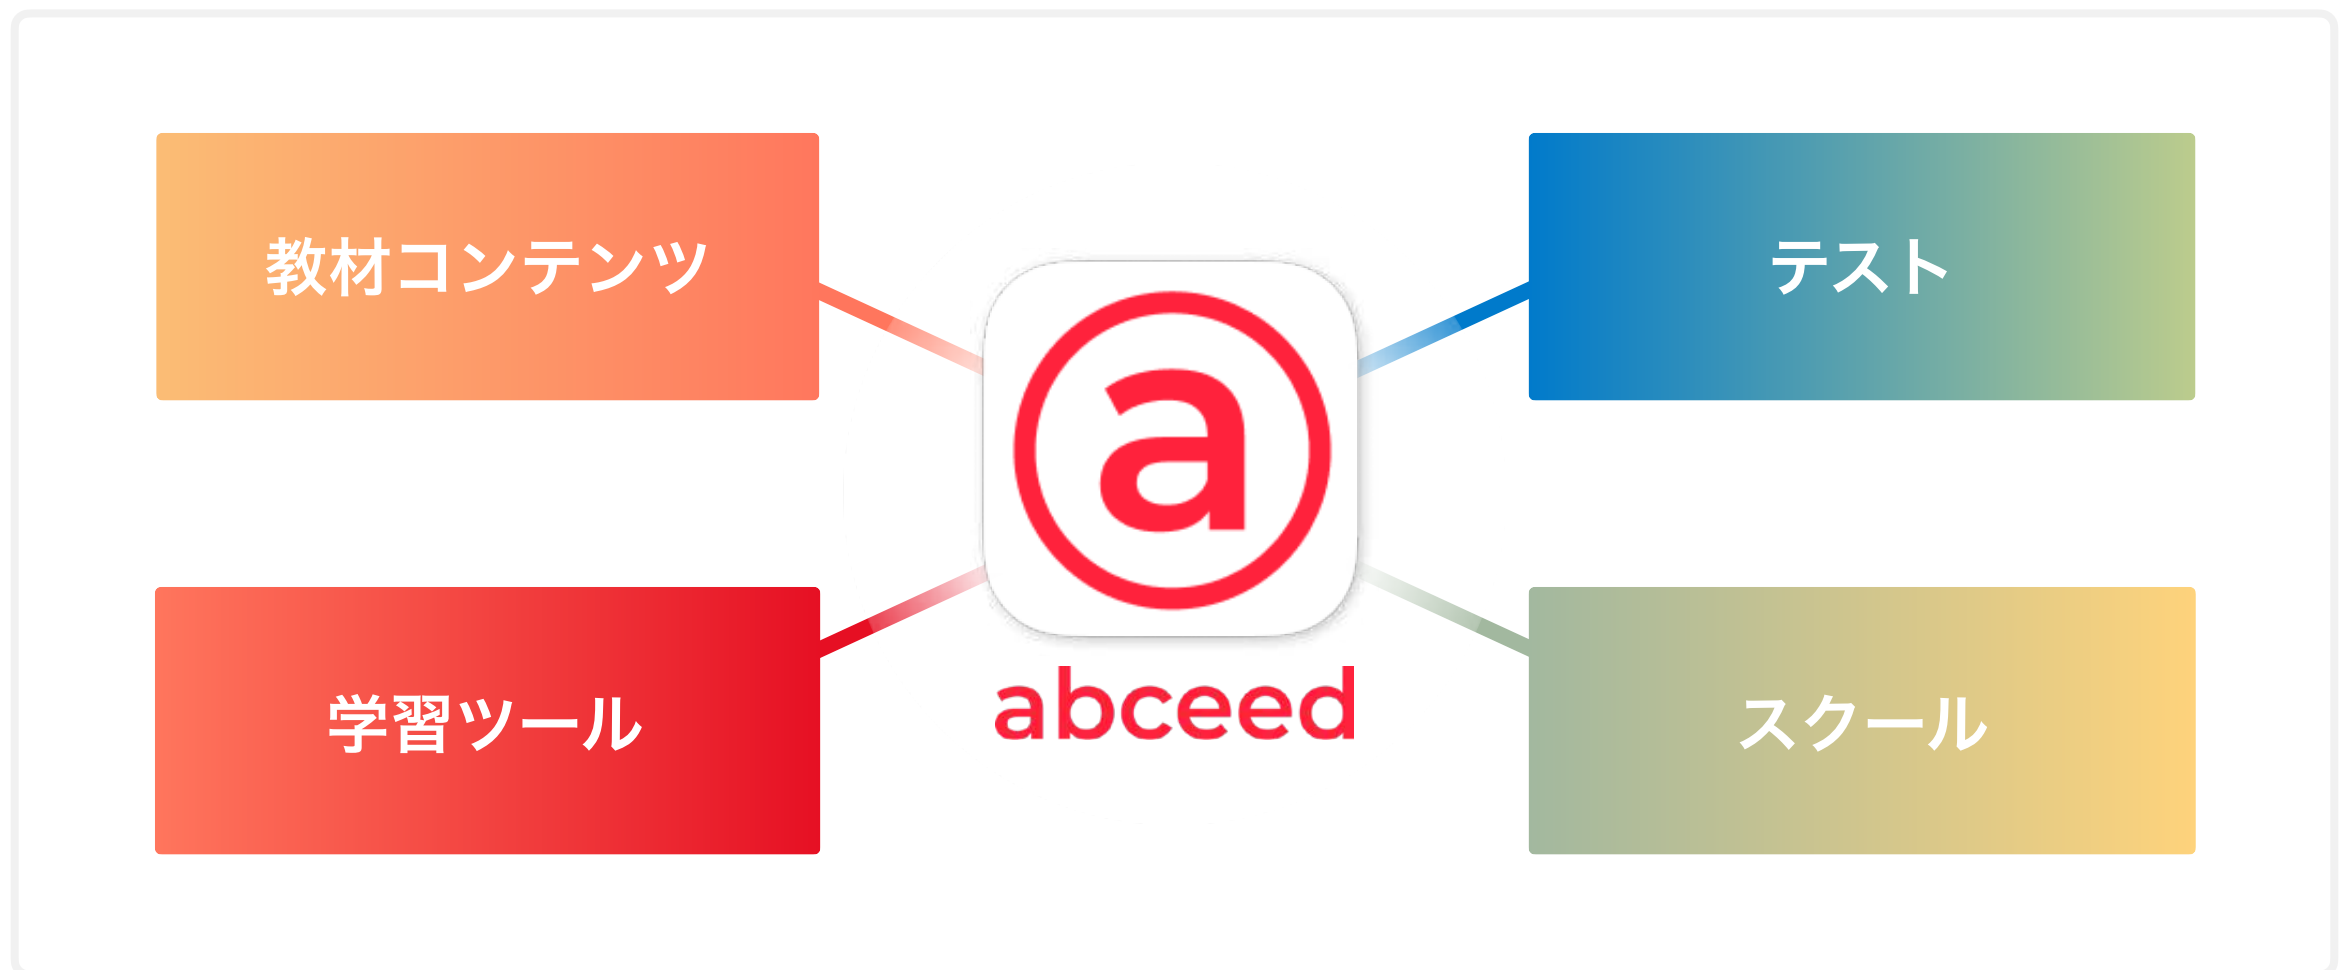 教材コンテンツ
テスト
a
学習ツール
abceed
スクール